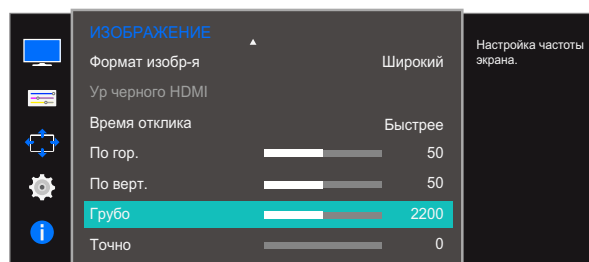 ИЗОБРАЖЕНИЕ
Формат изобр-я Широкий
Ур черного HDMI
Время отклика Быстрее
По гор. 50
По верт. 50
Грубо 2200
Точно 0
Настройка частоты
экрана.